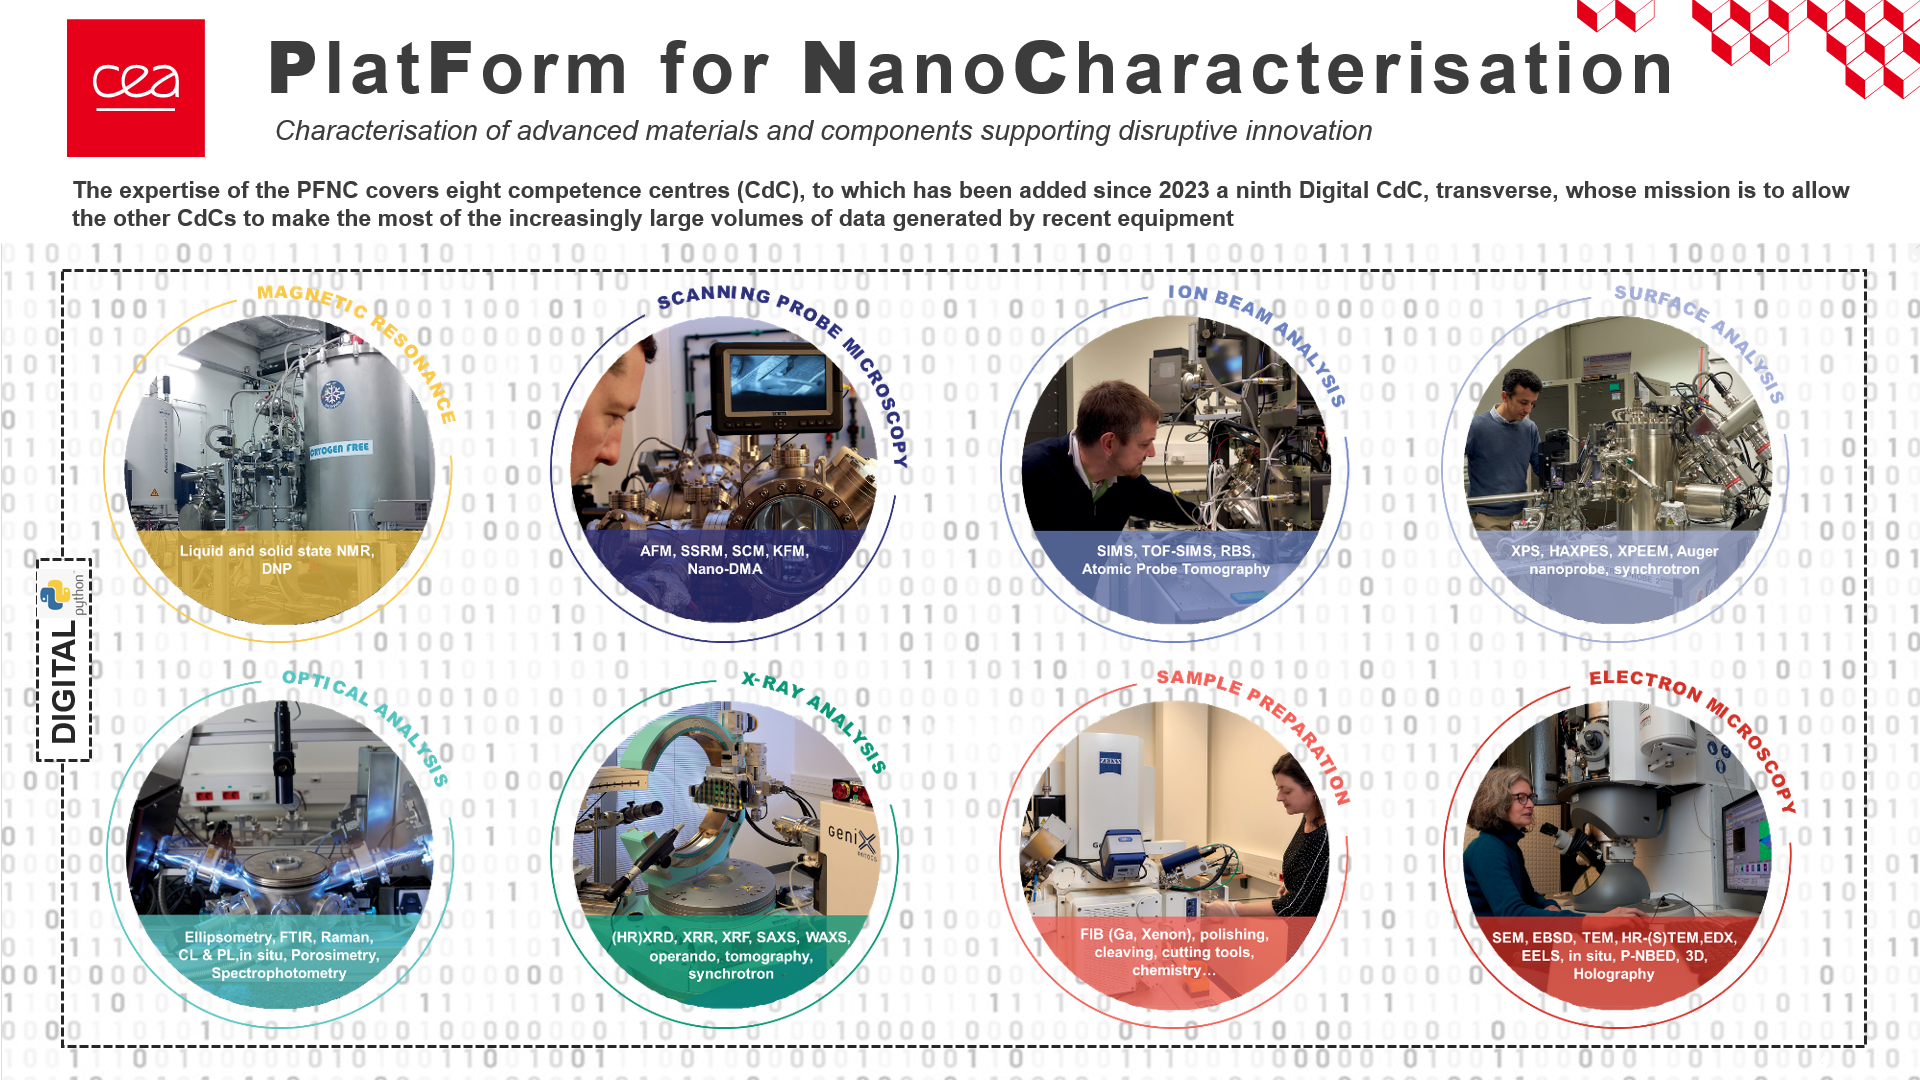 cea
PlatForm for NanoCharacterisation
Characterisation of advanced materials and components supporting disruptive innovation
The expertise of the PFNC covers eight competence centres (CdC), to which has been added since 2023 a ninth Digital CdC, transverse, whose mission is to allow
the other CdCs to make the most of the increasingly large volumes of data generated by recent equipment
MAGNETIC RESONANCE
CRYOGEN FREE
Liquid and solid state NMR,
DNP
SCANNING PROBE MICROSCOPY
AFM, SSRM, SCM, KFM,
Nano-DMA
ION BEAM ANALYSIS
SIMS, TOF-SIMS, RBS,
Atomic Probe Tomography
SURFACE ANALYSIS
XPS, HAXPES, XPEEM, Auger
nanoprobe, synchrotron
python
DIGITAL
OPTICAL ANALYSIS
Ellipsometry, FTIR, Raman,
CL & PL,in situ, Porosimetry,
Spectrophotometry
X-RAY ANALYSIS
GeniX
(HR)XRD, XRR, XRF, SAXS, WAXS,
operando, tomography,
synchrotron
SAMPLE PREPARATION
ZEISS
FIB (Ga, Xenon), polishing,
cleaving, cutting tools,
chemistry…
ELECTRON MICROSCOPY
SEM, EBSD, TEM, HR-(S)TEM,EDX,
EELS, in situ, P-NBED, 3D,
Holography